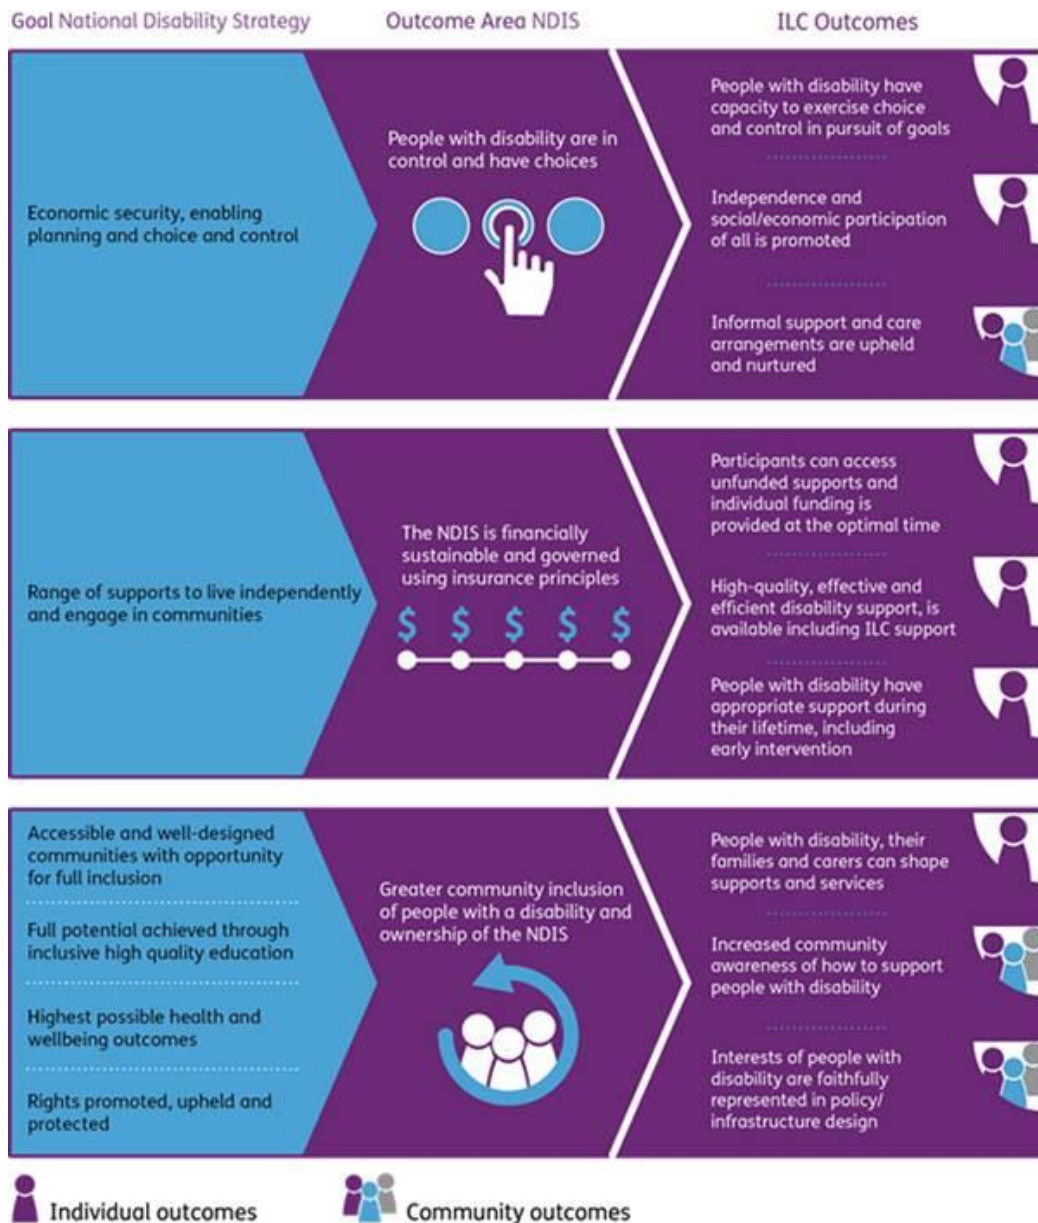 Goal National Disability Strategy
Outcome Area NDIS
ILC Outcomes
Economic security, enabling
planning and choice and control
People with disability are in
control and have choices
People with disability have
capacity to exercise choice
and control in pursuit of goals
Independence and
social/economic participation
of all is promoted
Informal support and care
arrangements are upheld
and nurtured
Range of supports to live independently
and engage in communities
The NDIS is financially
sustainable and governed
using insurance principles
$ $ $ $ $
Participants can access
unfunded supports and
individual funding is
provided at the optimal time
High-quality, effective and
efficient disability support, is
available including ILC support
People with disability have
appropriate support during
their lifetime, including
early intervention
Accessible and well-designed
communities with opportunity
for full inclusion
Full potential achieved through
inclusive high quality education
Highest possible health and
wellbeing outcomes
Rights promoted, upheld and
protected
Greater community inclusion
of people with a disability and
ownership of the NDIS
People with disability, their
families and carers can shape
supports and services
Increased community
awareness of how to support
people with disability
Interests of people with
disability are faithfully
represented in policy/
infrastructure design
Individual outcomes
Community outcomes